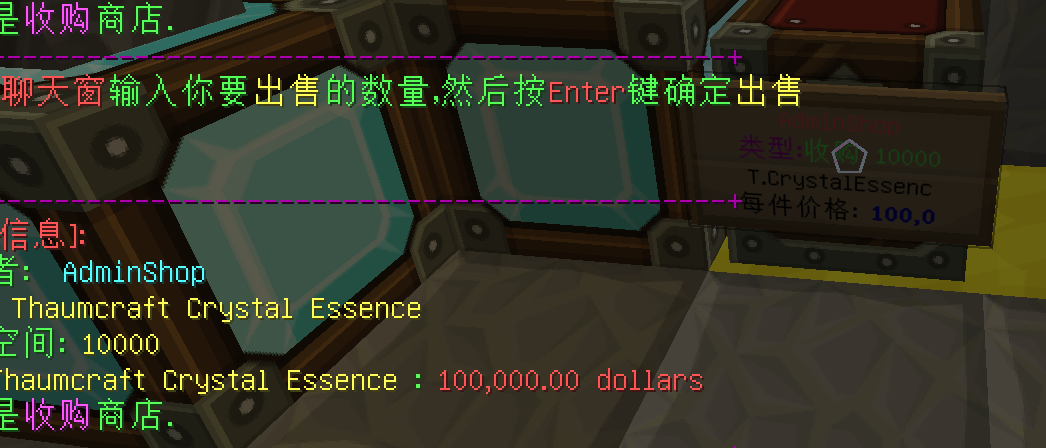 是收购商店.
聊天窗输入你要出售的数量,然后按Enter键确定出售
AdminShop
类型:收购 10000
T.CrystalEssenc
每件价格: 100,0
信息]:
者: AdminShop
Thaumcraft Crystal Essence
空间: 10000
Thaumcraft Crystal Essence : 100,000.00 dollars
是收购商店.